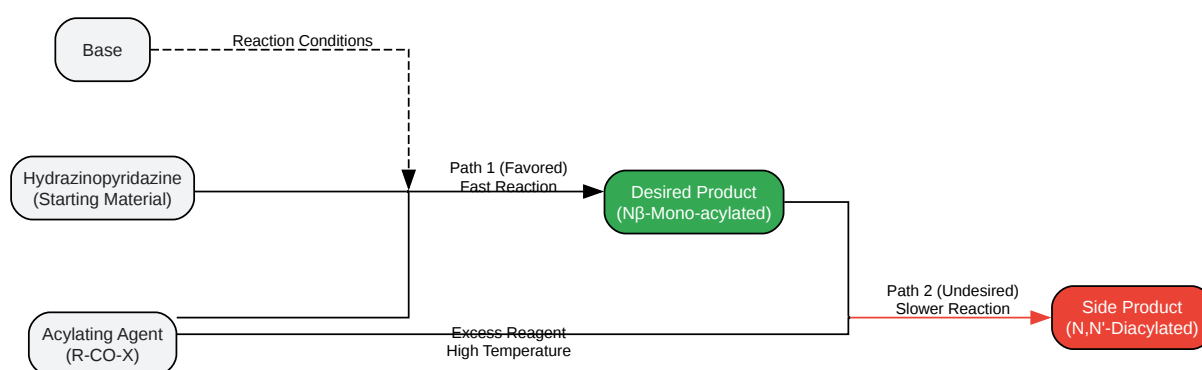 Base
Reaction Conditions
Hydrazinopyridazine
(Starting Material)
Path 1 (Favored)
Fast Reaction
Desired Product
(Nβ-Mono-acylated)
Acylating Agent
(R-CO-X)
Excess Reagent
High Temperature
Path 2 (Undesired)
Slower Reaction
Side Product
(N,N'-Diacylated)